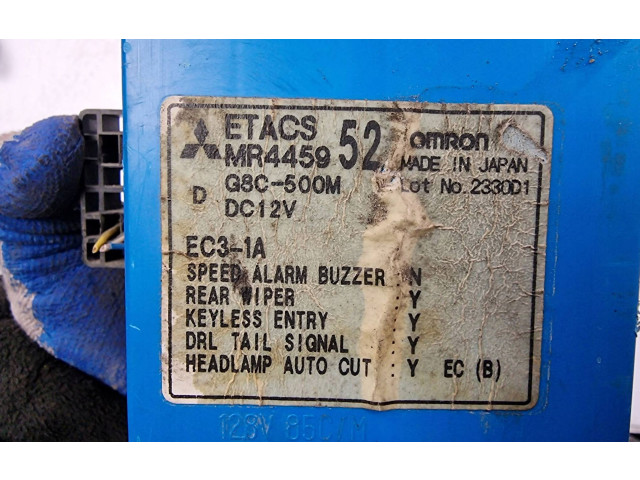 ETACS 52 OMRON
MR4459 MADE IN JAPAN
G8C-500M Lot No.2330D1
D DC12V
EC3-1A
SPEED ALARM BUZZER : N
REAR WIPER : Y
KEYLESS ENTRY : Y
DRL TAIL SIGNAL : Y
HEADLAMP AUTO CUT : Y EC (B)